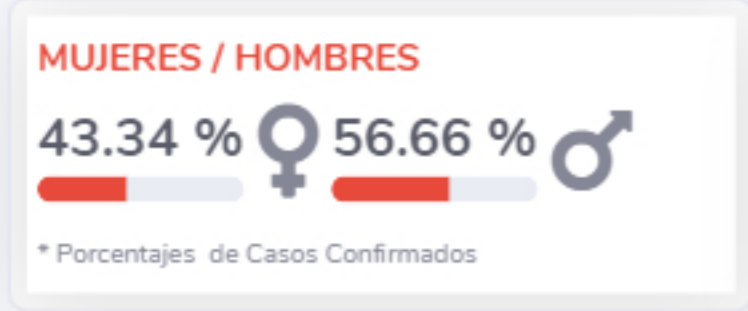 MUJERES / HOMBRES
43.34 % 56.66 %
* Porcentajes de Casos Confirmados